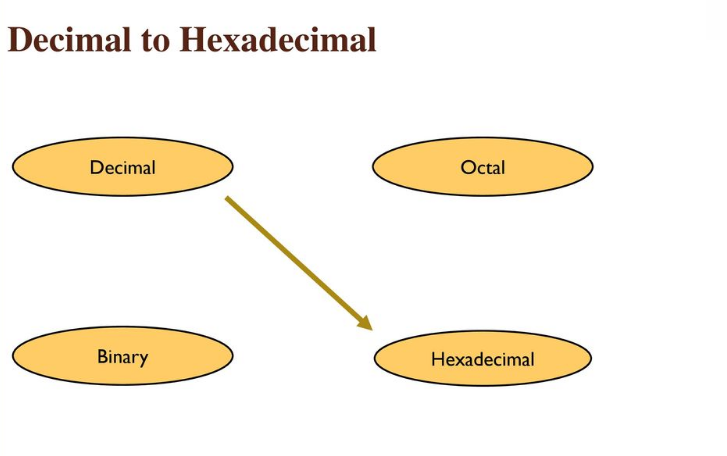 Decimal to Hexadecimal
Decimal
Octal
Binary
Hexadecimal